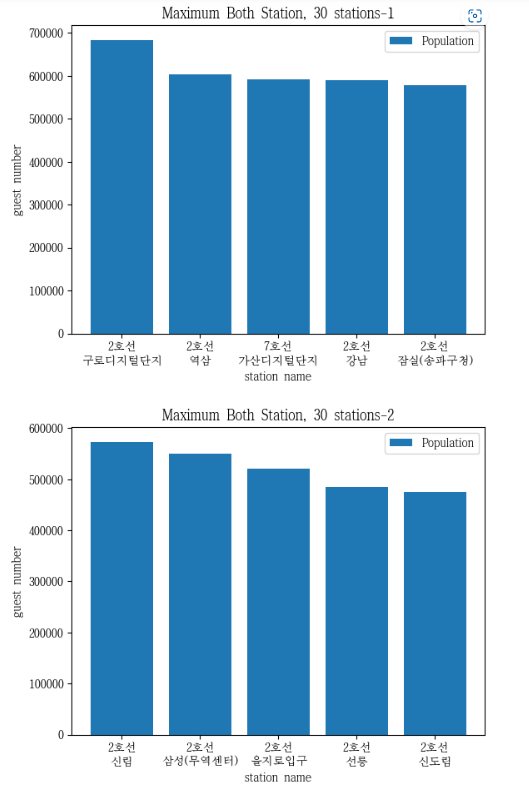 Maximum Both Station, 30 stations-1
Population
guest number
700000
600000
500000
400000
300000
200000
100000
0
2호선 2호선 7호선 2호선 2호선
구로디지털단지 역삼 가산디지털단지 강남 잠실(송파구청)
station name
Maximum Both Station, 30 stations-2
Population
guest number
600000
500000
400000
300000
200000
100000
0
2호선 2호선 2호선 2호선 2호선
신림 삼성(무역센터) 을지로입구 선릉 신도림
station name